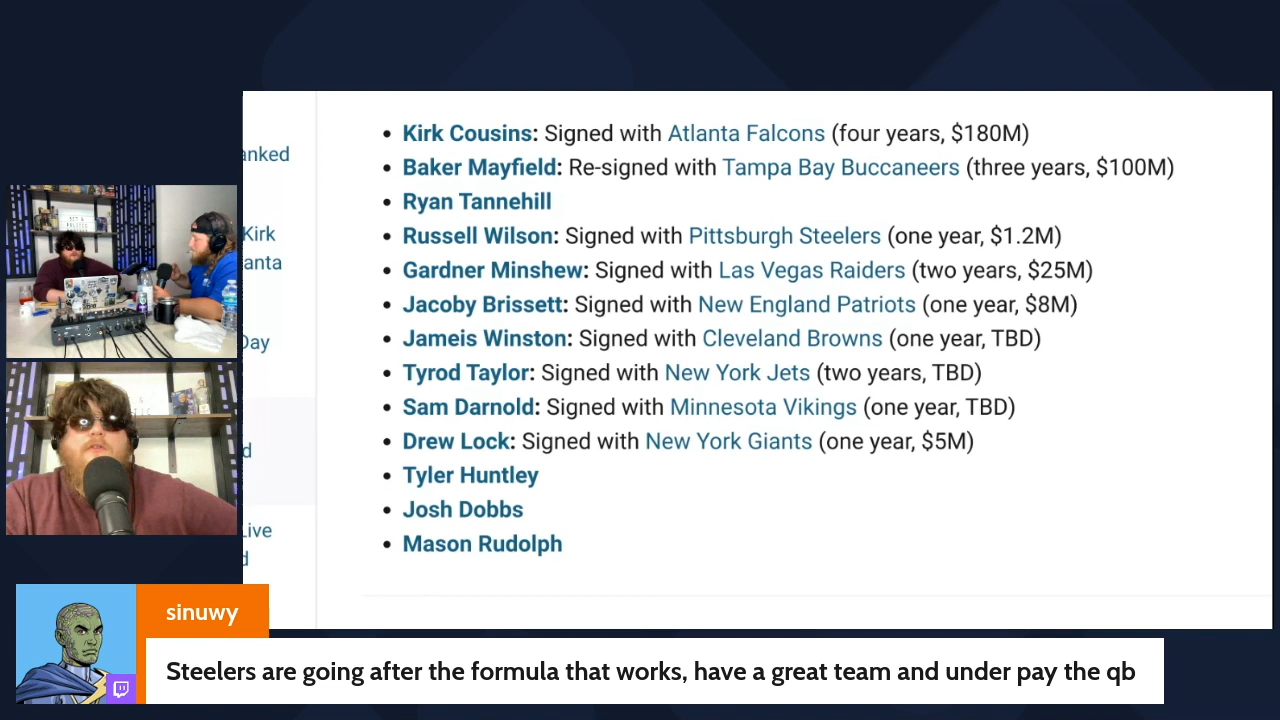 anked
Kirk
anta
Day
d
Live
d
• Kirk Cousins: Signed with Atlanta Falcons (four years, $180M)
• Baker Mayfield: Re-signed with Tampa Bay Buccaneers (three years, $100M)
• Ryan Tannehill
• Russell Wilson: Signed with Pittsburgh Steelers (one year, $1.2M)
• Gardner Minshew: Signed with Las Vegas Raiders (two years, $25M)
• Jacoby Brissett: Signed with New England Patriots (one year, $8M)
• Jameis Winston: Signed with Cleveland Browns (one year, TBD)
• Tyrod Taylor: Signed with New York Jets (two years, TBD)
• Sam Darnold: Signed with Minnesota Vikings (one year, TBD)
• Drew Lock: Signed with New York Giants (one year, $5M)
• Tyler Huntley
• Josh Dobbs
• Mason Rudolph
sinuwy
Steelers are going after the formula that works, have a great team and under pay the qb